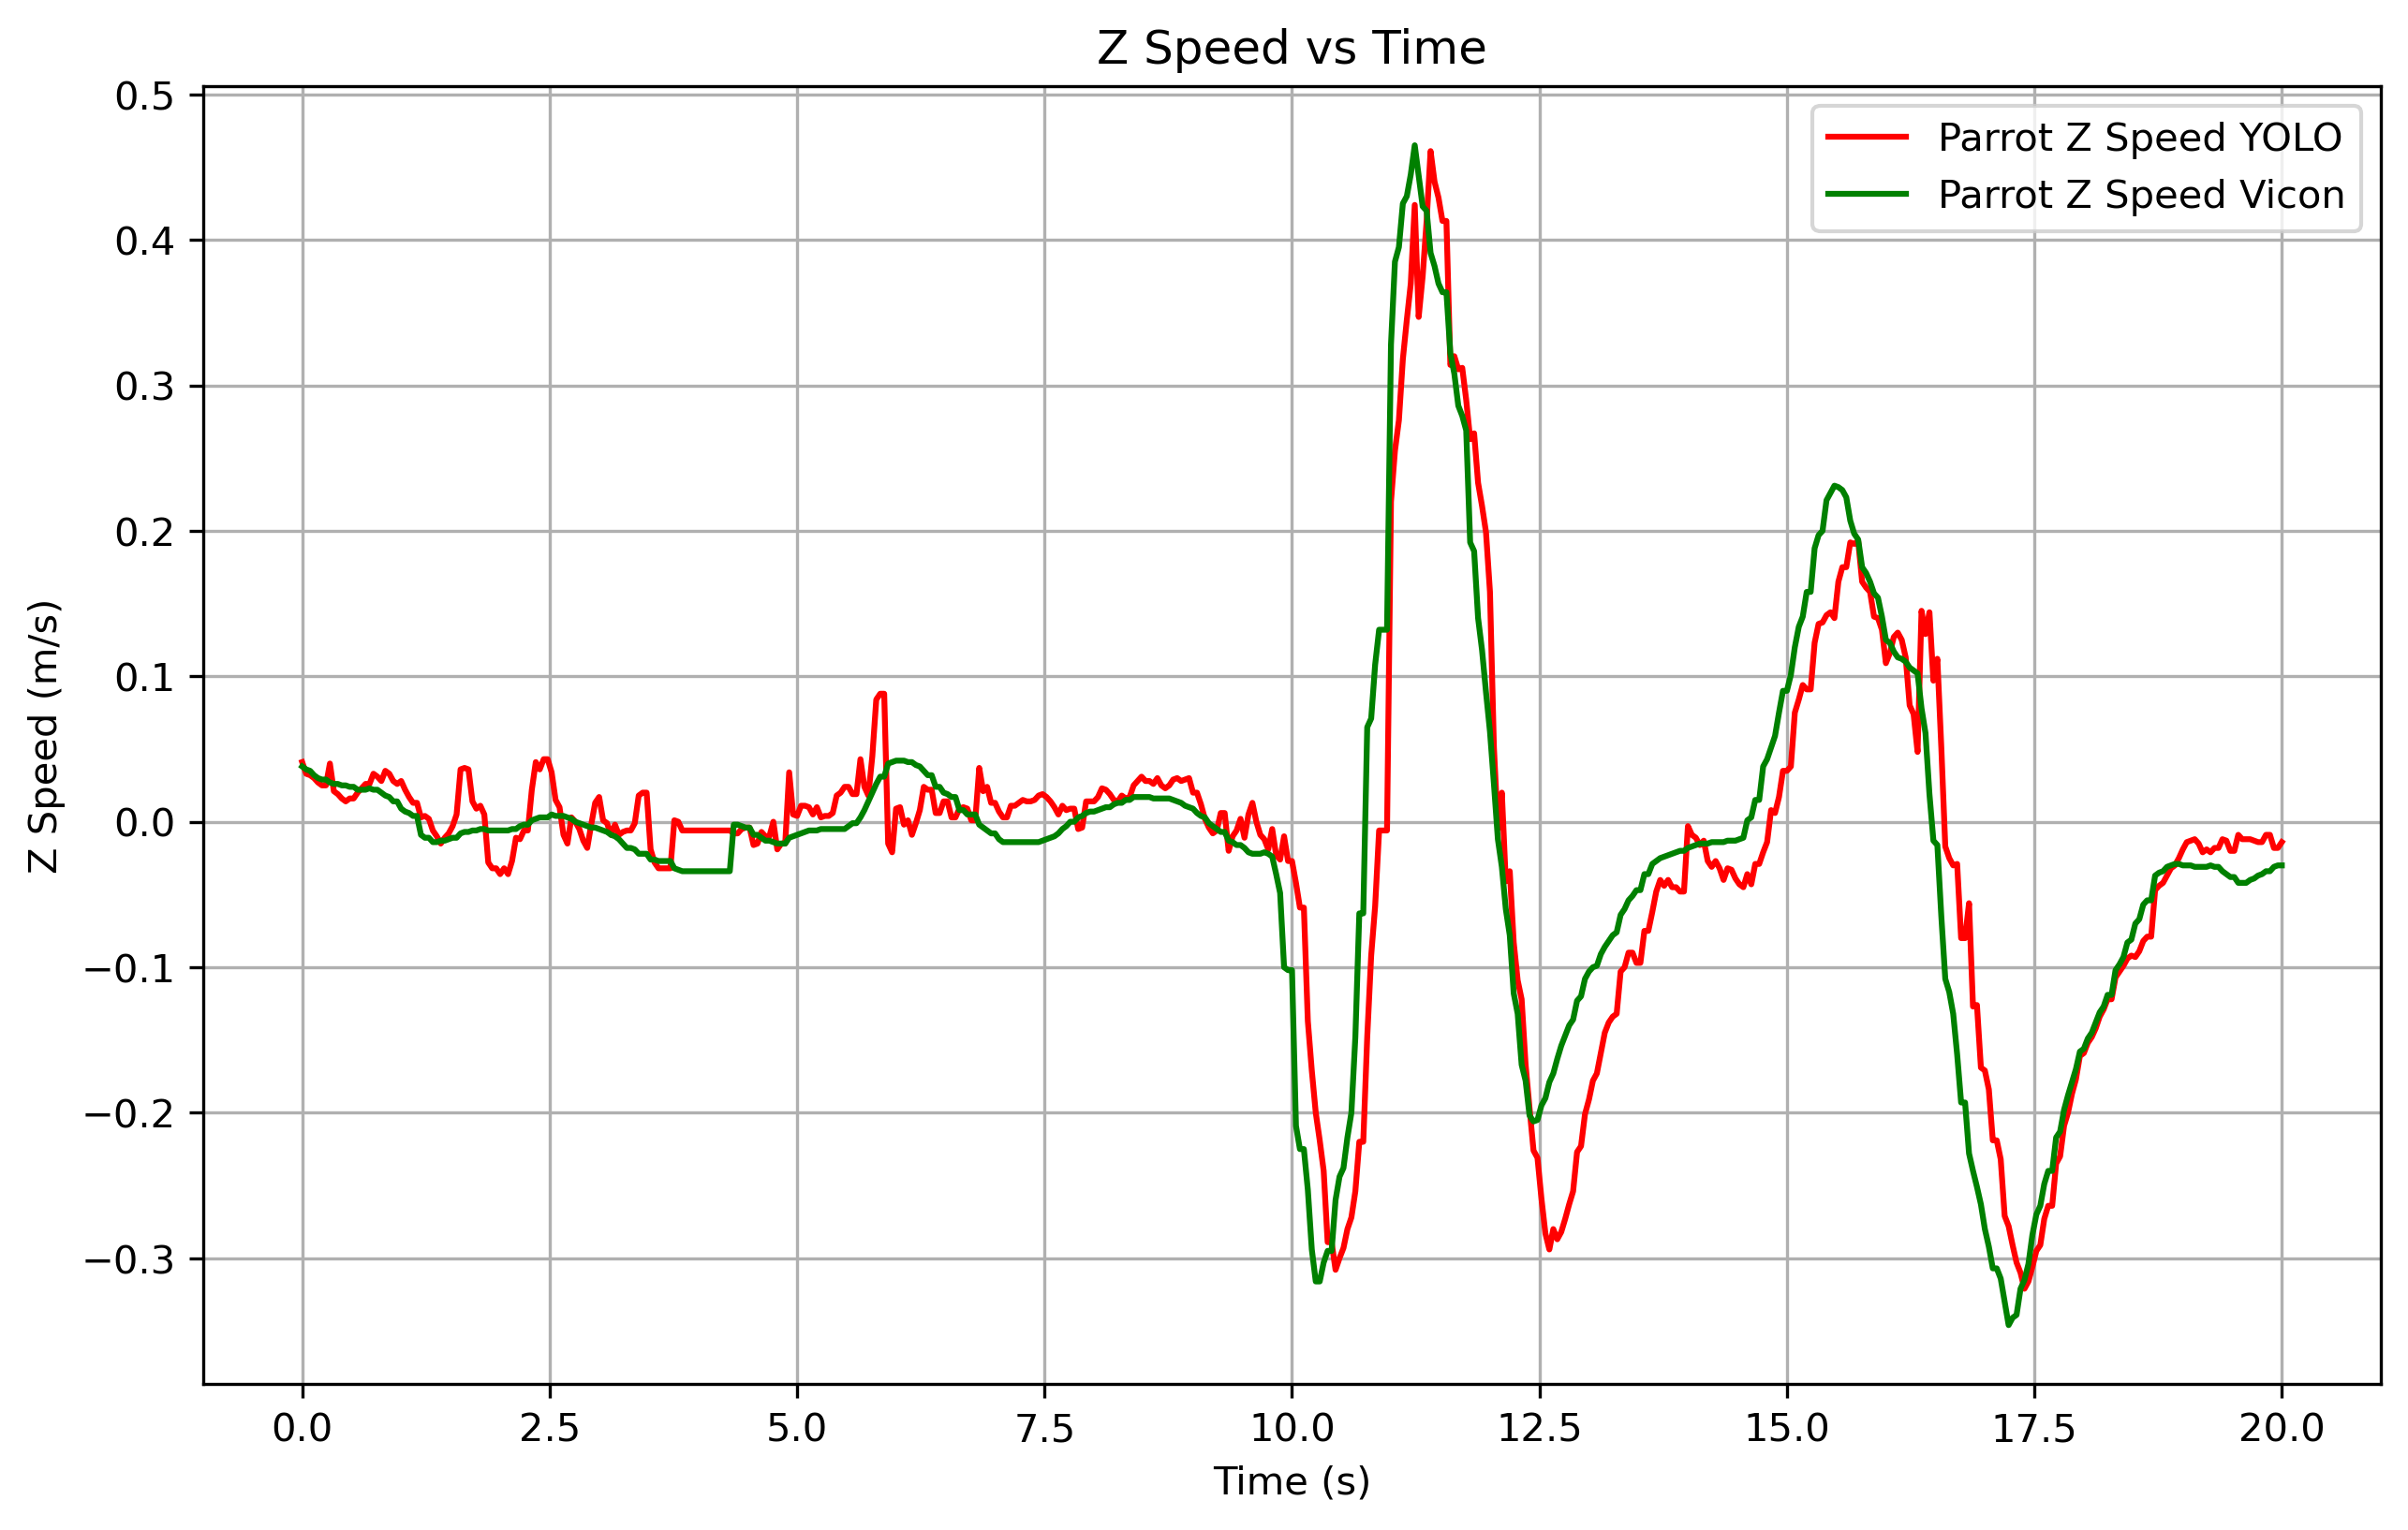 Z Speed vs Time
Parrot Z Speed YOLO
Parrot Z Speed Vicon
Z Speed (m/s)
0.5
0.4
0.3
0.2
0.1
0.0
−0.1
−0.2
−0.3
0.0 2.5 5.0 7.5 10.0 12.5 15.0 17.5 20.0
Time (s)